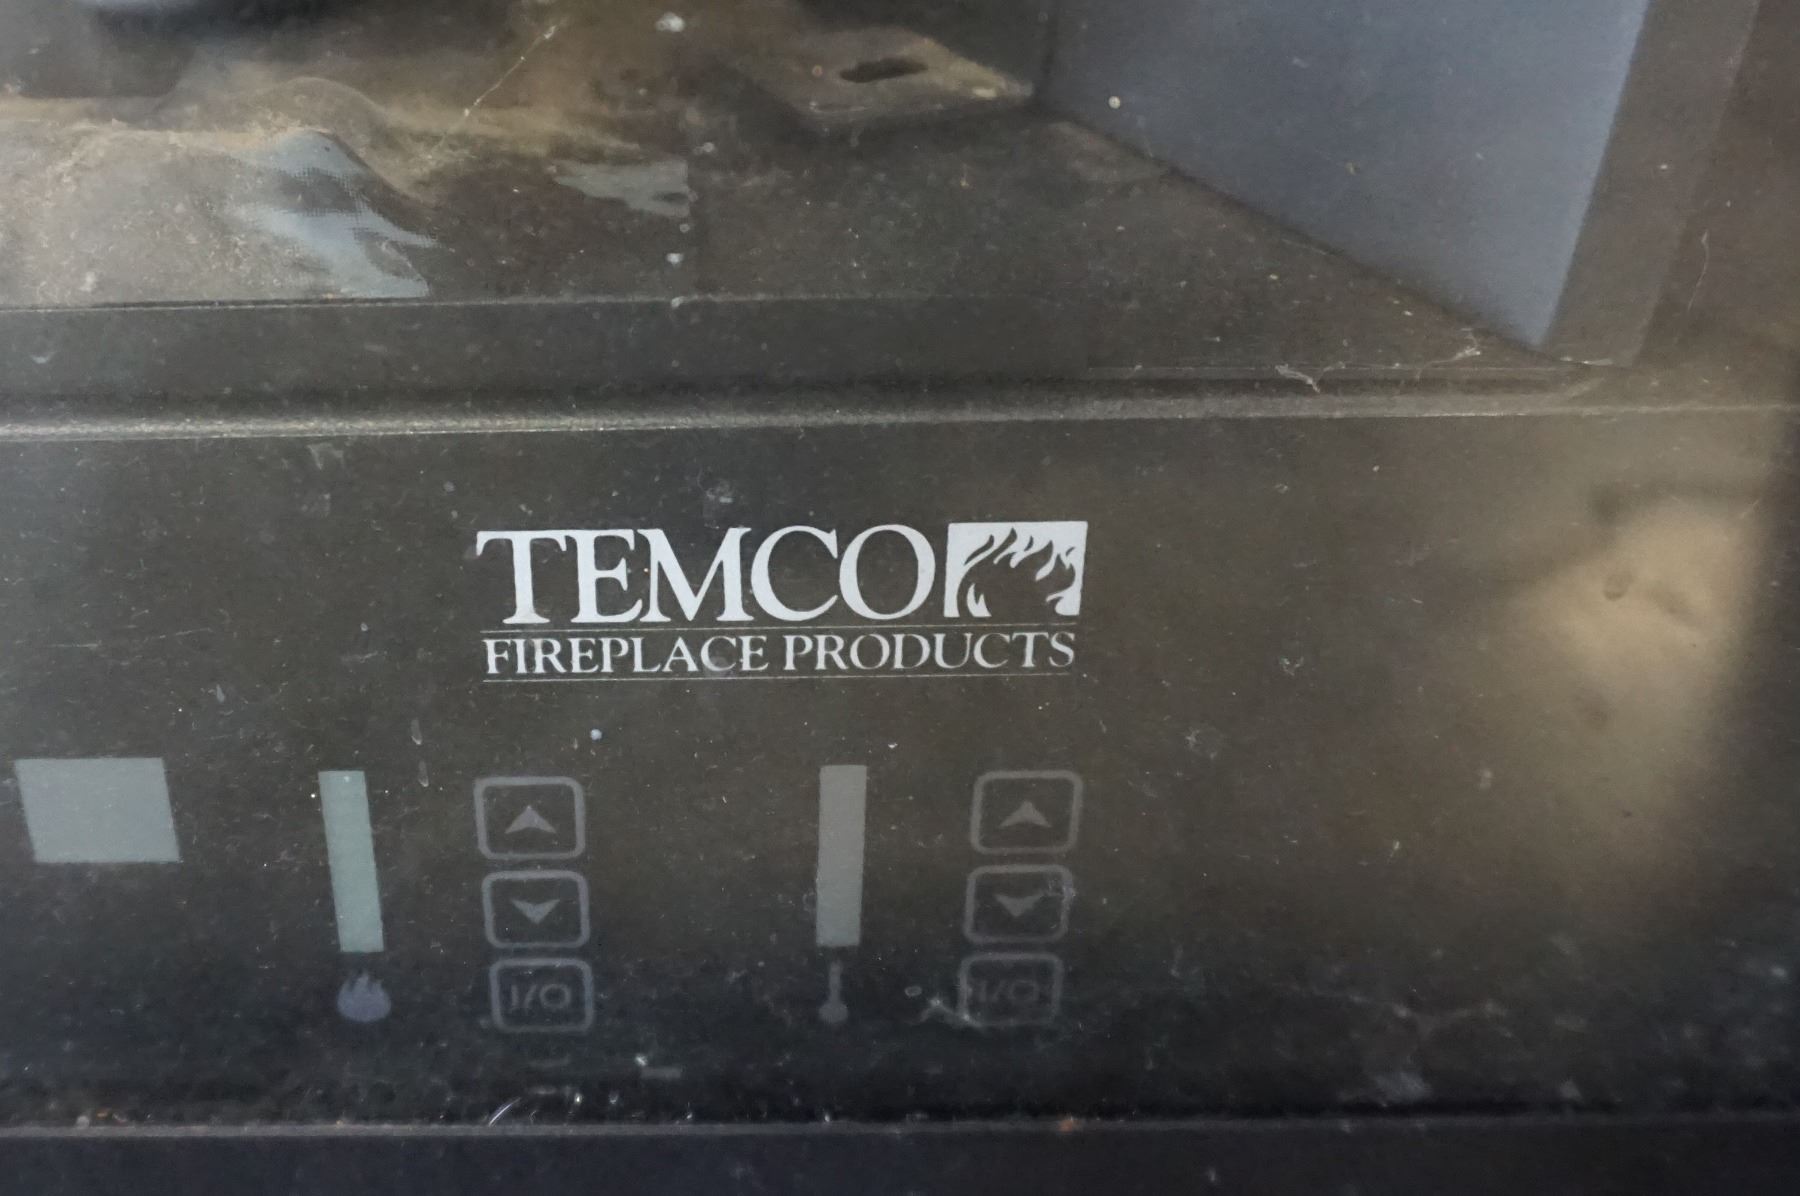 TEMCO
FIREPLACE PRODUCTS
I/O I/O